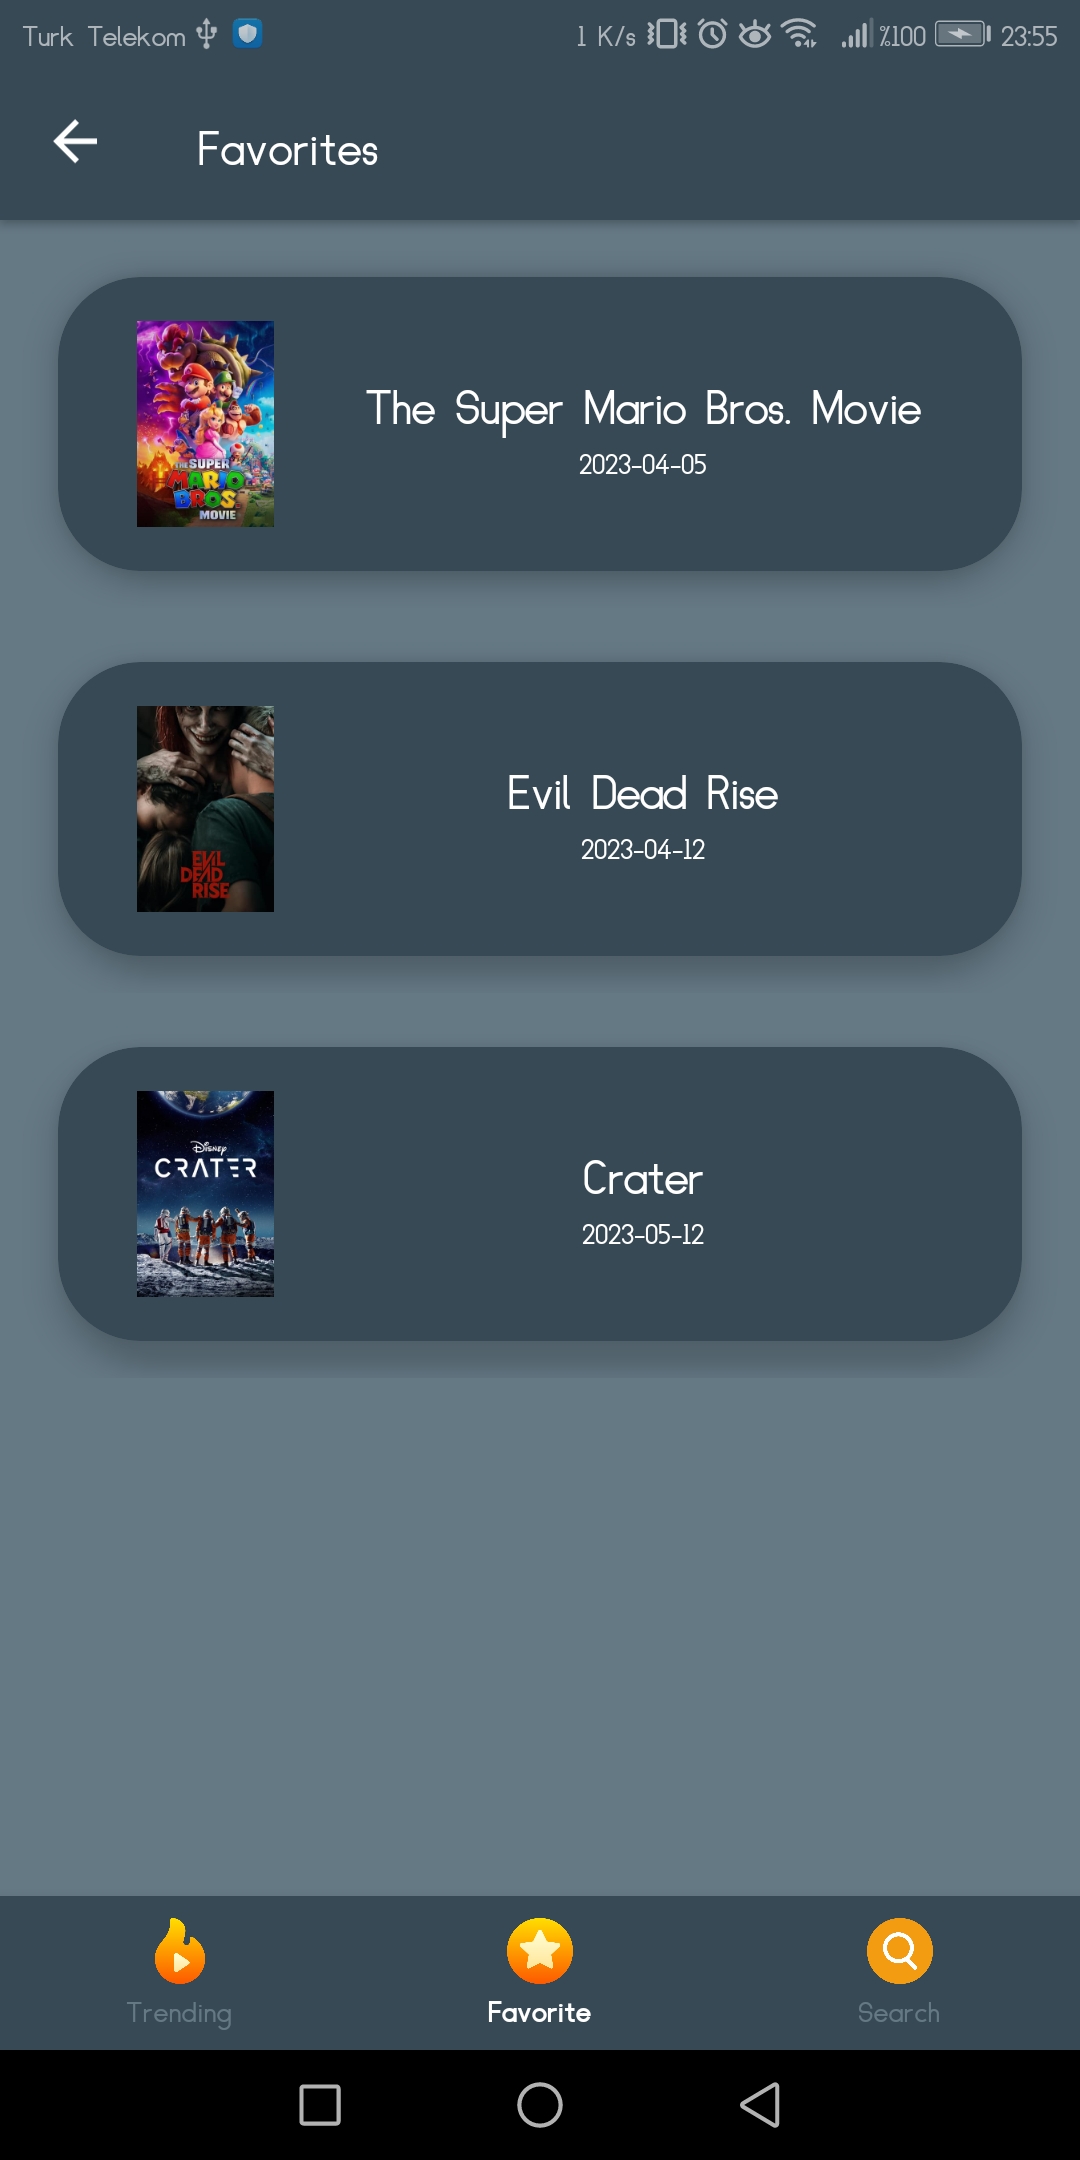 Turk Telekom 1 K/s %100 23:55
Favorites
THE SUPER
MARIO
BROS.
MOVIE
The Super Mario Bros. Movie
2023-04-05
EVIL
DEAD
RISE
Evil Dead Rise
2023-04-12
Disney
CRATER
Crater
2023-05-12
Trending Favorite Search